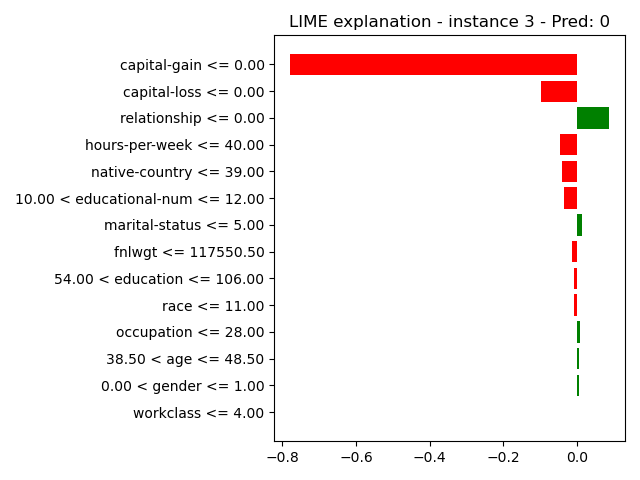 LIME explanation - instance 3 - Pred: 0
capital-gain <= 0.00
capital-loss <= 0.00
relationship <= 0.00
hours-per-week <= 40.00
native-country <= 39.00
10.00 < educational-num <= 12.00
marital-status <= 5.00
fnlwgt <= 117550.50
54.00 < education <= 106.00
race <= 11.00
occupation <= 28.00
38.50 < age <= 48.50
0.00 < gender <= 1.00
workclass <= 4.00
−0.8 −0.6 −0.4 −0.2 0.0